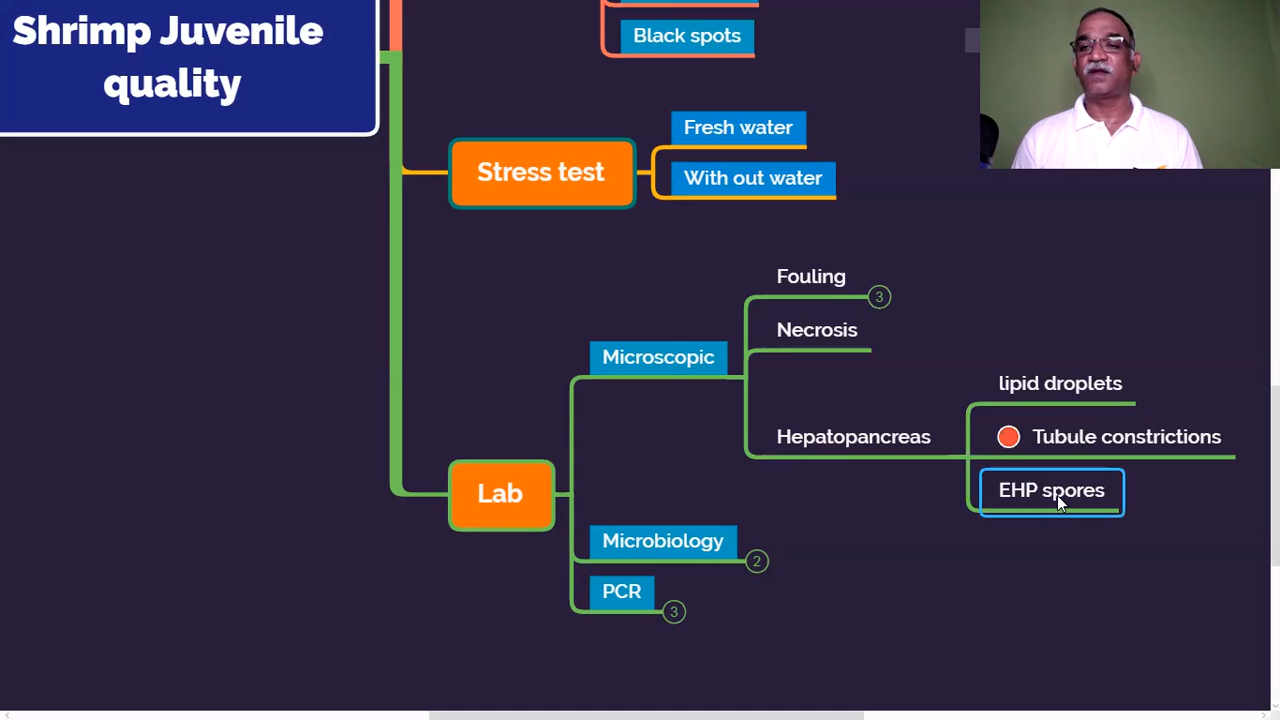 Shrimp Juvenile
quality
Black spots
Stress test
Fresh water
With out water
Lab
Microscopic
Fouling
3
Necrosis
Hepatopancreas
lipid droplets
Tubule constrictions
EHP spores
Microbiology
2
PCR
3